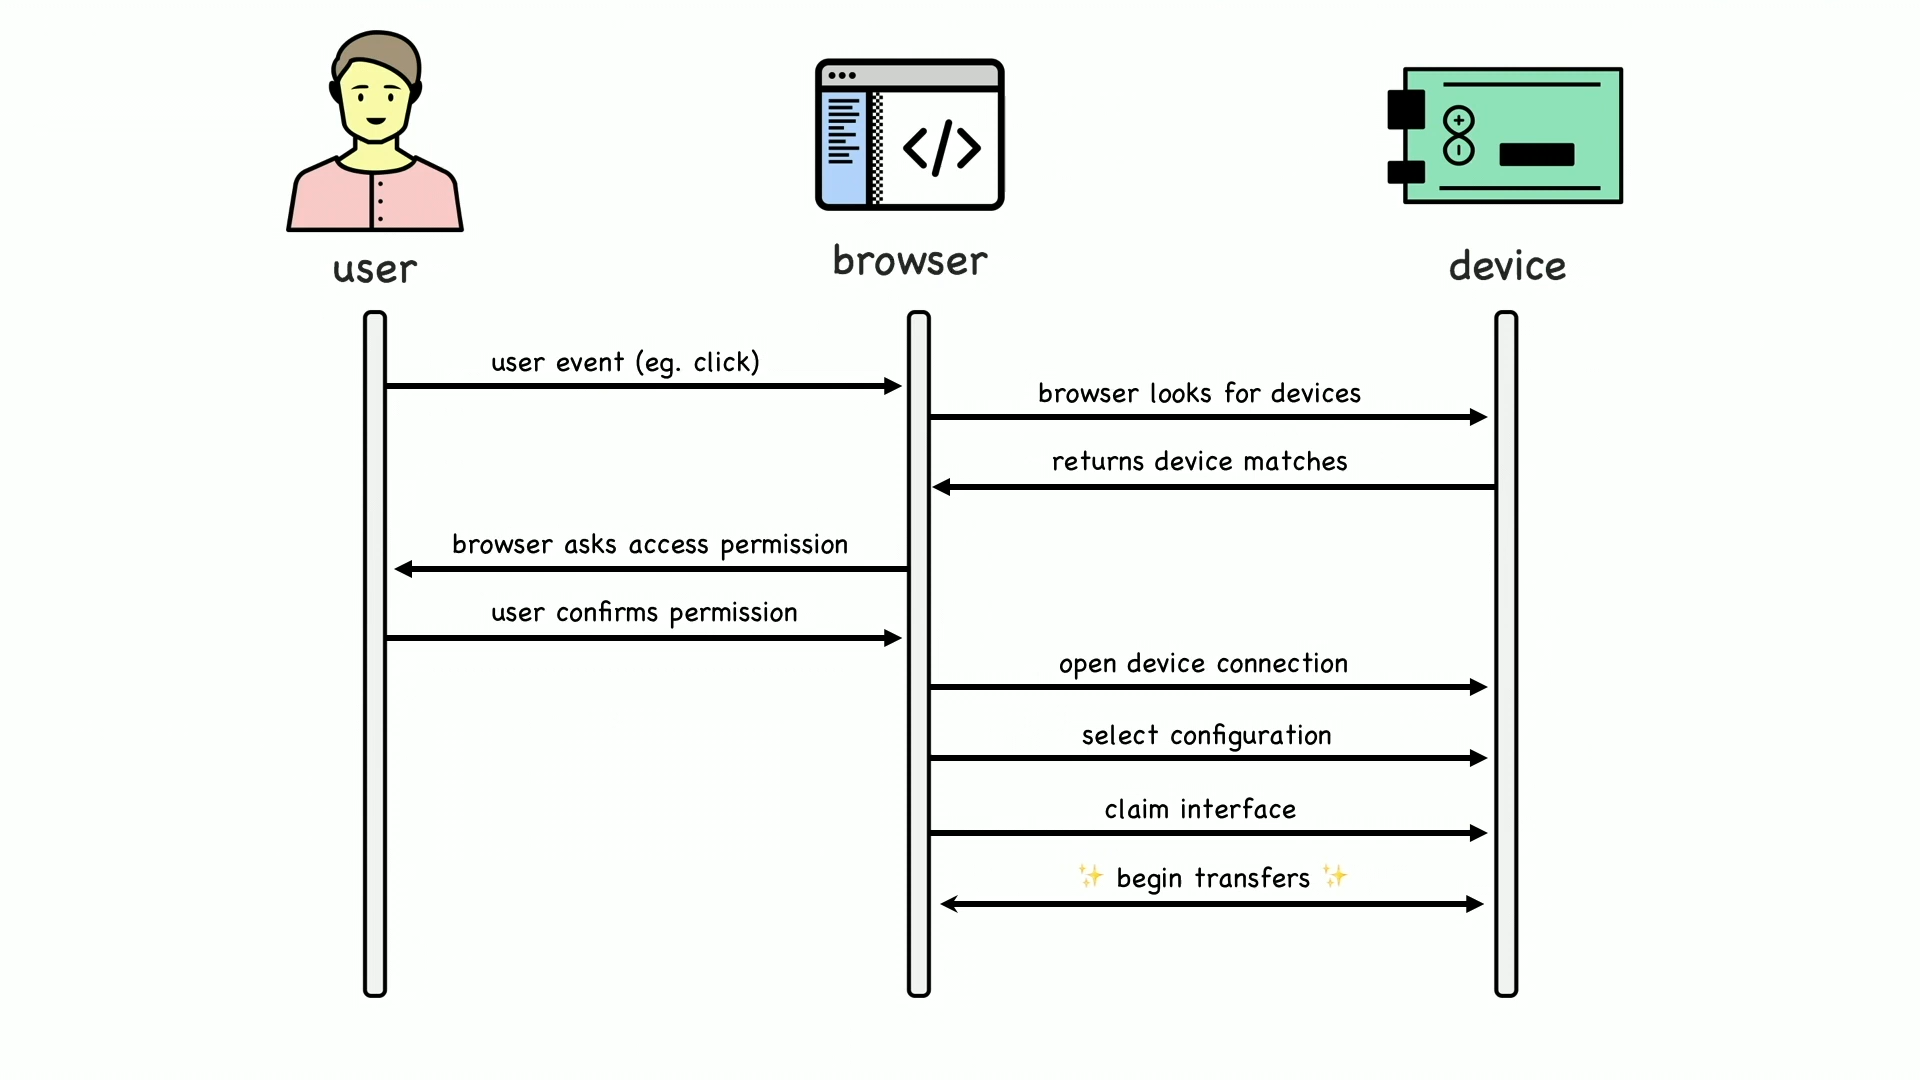 user
browser
device
user event (eg. click)
browser looks for devices
returns device matches
browser asks access permission
user confirms permission
open device connection
select configuration
claim interface
✨ begin transfers ✨